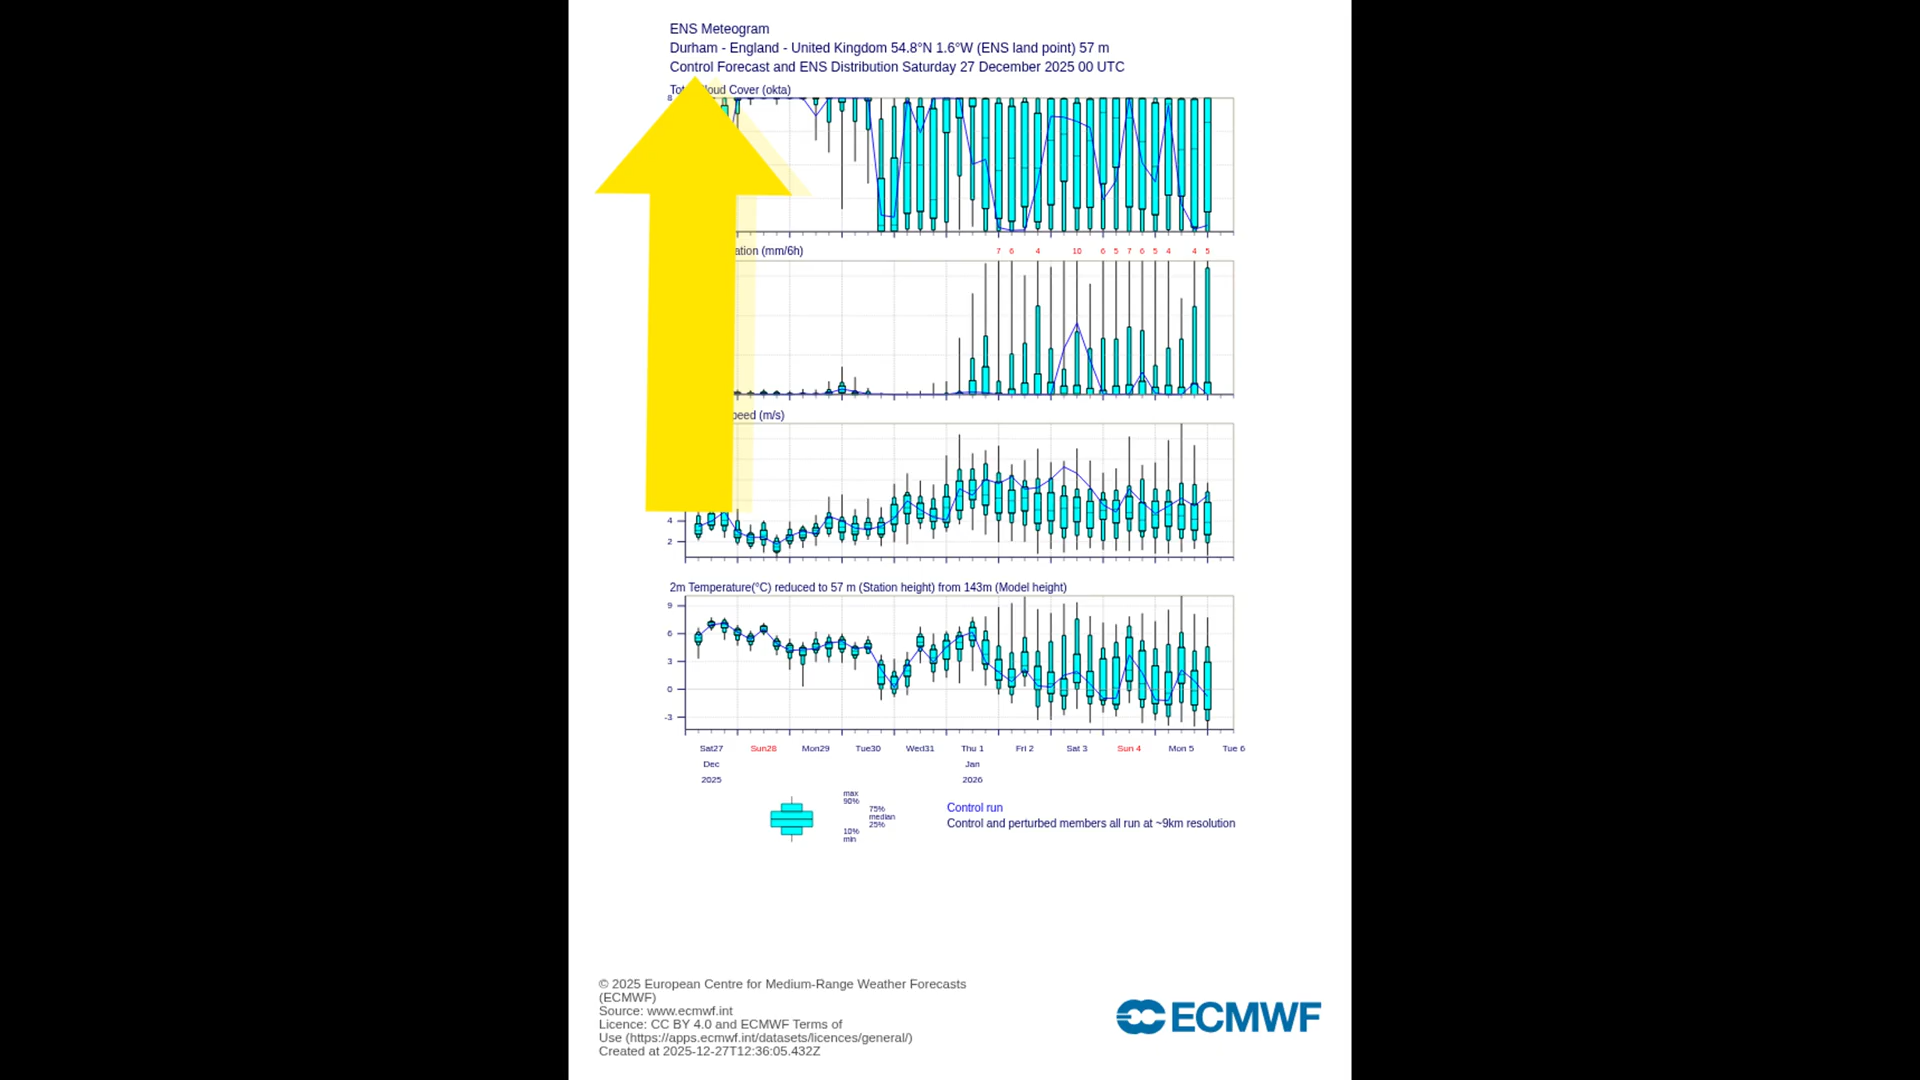 ENS Meteogram
Durham - England - United Kingdom 54.8°N 1.6°W (ENS land point) 57 m
Control Forecast and ENS Distribution Saturday 27 December 2025 00 UTC
Cover (okta)
8
(mm/6h)
7 6 4 10 6 5 7 6 5 4 4 5
(m/s)
4
2
2m Temperature(°C) reduced to 57 m (Station height) from 143m (Model height)
9
6
3
0
-3
Sat27 Sun28 Mon29 Tue30 Wed31 Thu 1 Fri 2 Sat 3 Sun 4 Mon 5 Tue 6
Dec Jan
2025 2026
max
90%
75%
median
25%
10%
min
Control run
Control and perturbed members all run at ~9km resolution
© 2025 European Centre for Medium-Range Weather Forecasts
(ECMWF)
Source: www.ecmwf.int
Licence: CC BY 4.0 and ECMWF Terms of
Use (https://apps.ecmwf.int/datasets/licences/general/)
Created at 2025-12-27T12:36:05.432Z
ECMWF